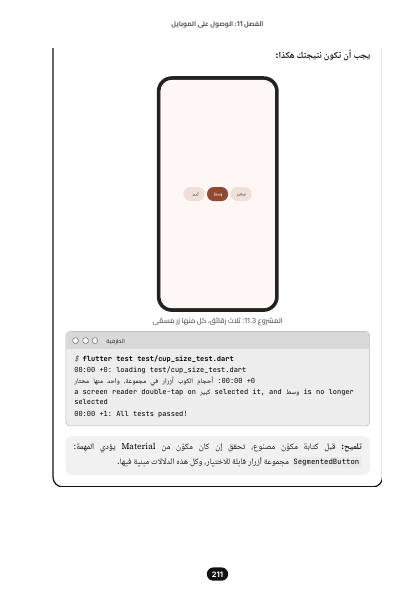 الفصل 11: الوصول على الموبايل
يجب أن تكون نتيجتك هكذا:
صغير وسط كبير
المشروع 11.3: ثلاث رقائق، كل منها زر مسمّى
الطرفية
$ flutter test test/cup_size_test.dart
00:00 +0: loading test/cup_size_test.dart
00:00 +0: أحجام الكوب أزرار في مجموعة، واحد منها مختار
a screen reader double-tap on كبير selected it, and وسط is no longer
selected
00:00 +1: All tests passed!
تلميح: قبل كتابة مكوّن مصنوع، تحقق إن كان مكوّن من Material يؤدي المهمة:
SegmentedButton مجموعة أزرار قابلة للاختيار، وكل هذه الدلالات مبنية فيها.
211